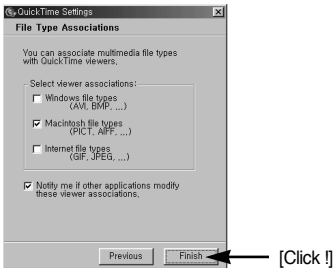 QuickTime Settings
File Type Associations
You can associate multimedia file types
with QuickTime viewers,
Select viewer associations:
Windows file types
(AVI, BMP, ...)
Macintosh file types
(PICT, AIFF, ...)
Internet file types
(GIF, JPEG, ...)
Notify me if other applications modify
these viewer associations,
Previous
Finish
[Click !]